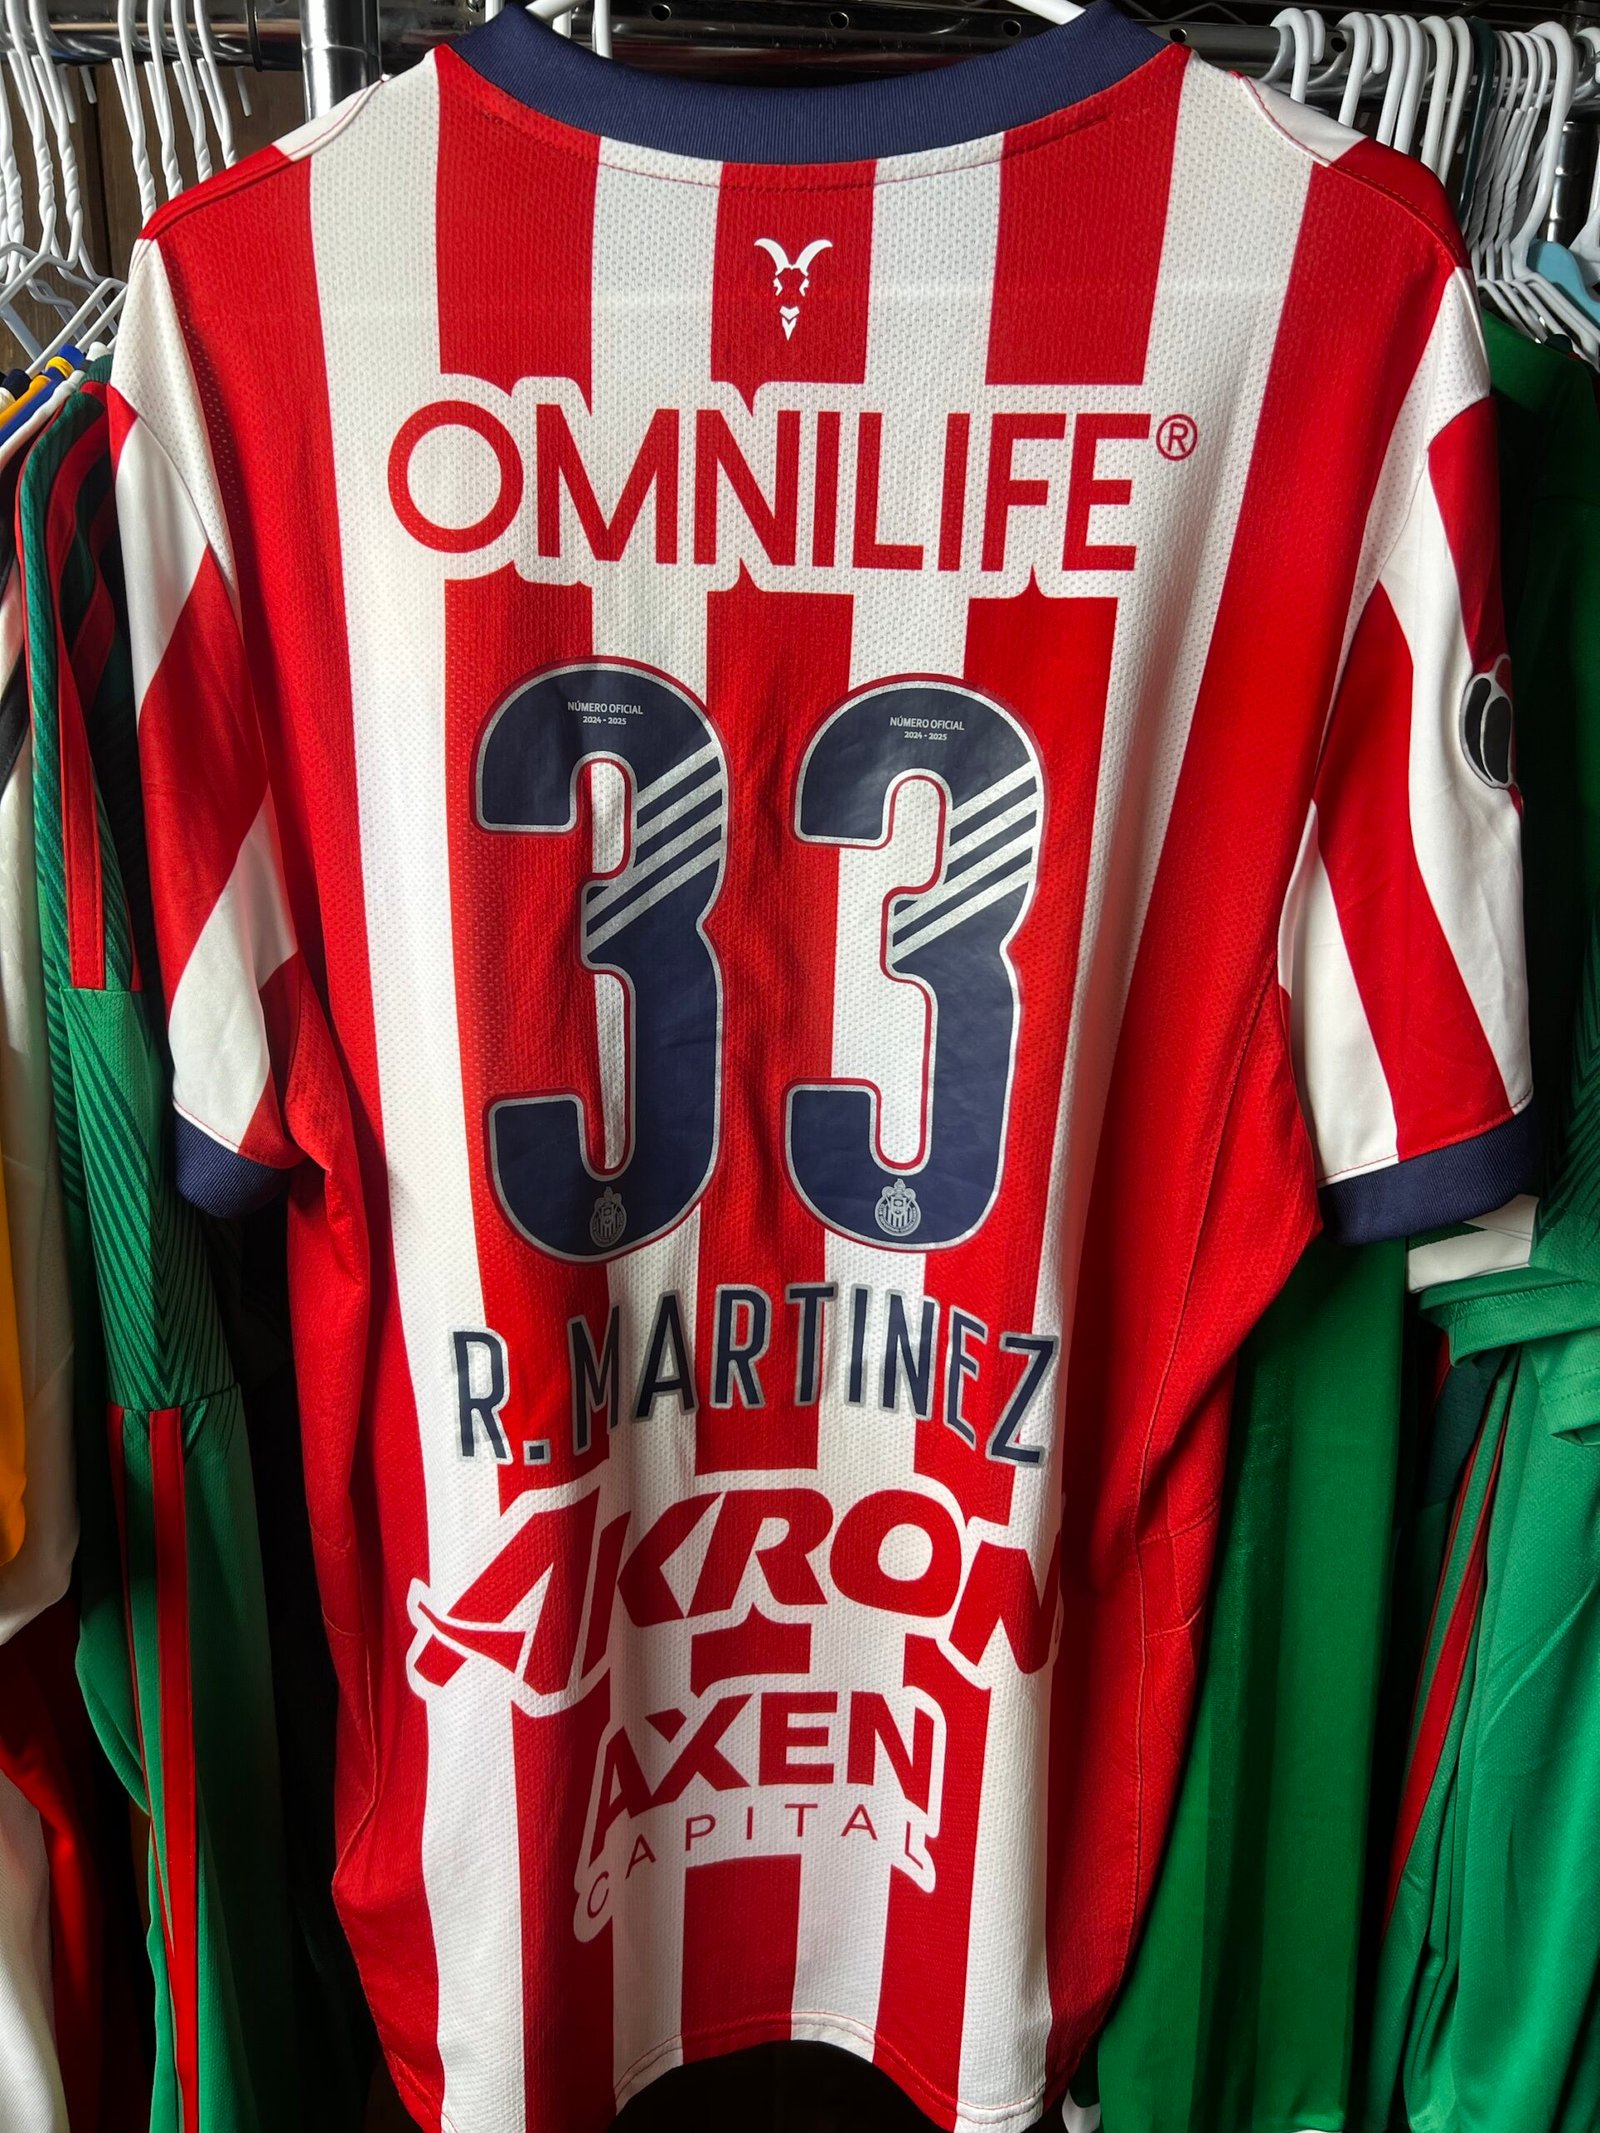 OMNILIFE®
NÚMERO OFICIAL
2024 - 2025
NÚMERO OFICIAL
2024 - 2025
33
R. MARTINEZ
AKRON
AXEN
CAPITAL